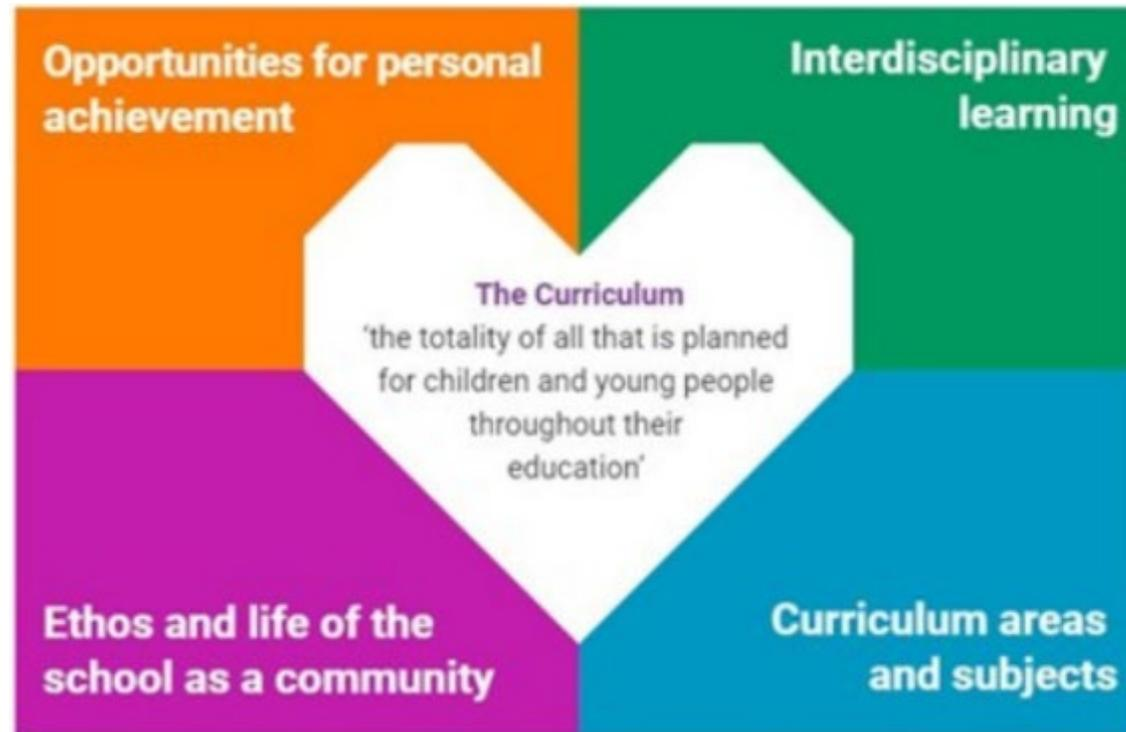 Opportunities for personal
achievement
Interdisciplinary
learning
The Curriculum
'the totality of all that is planned
for children and young people
throughout their
education'
Ethos and life of the
school as a community
Curriculum areas
and subjects